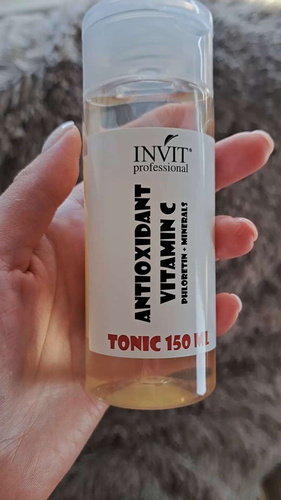 INVIT®
professional
ANTIOXIDANT
VITAMIN C
PHLORETIN + MINERALS
TONIC 150 ML